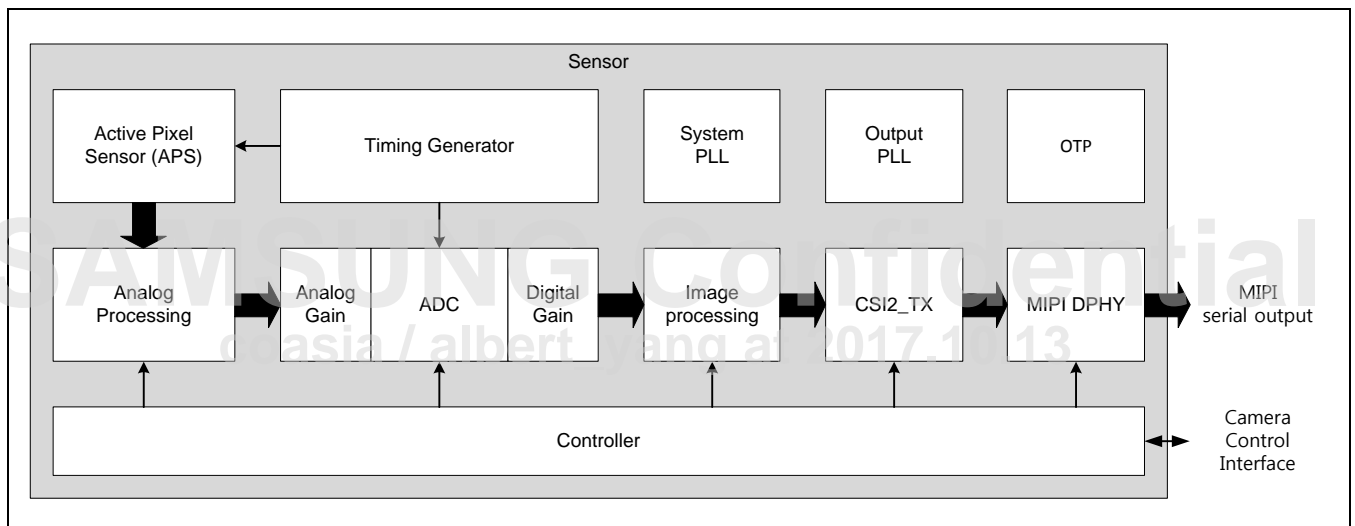 Sensor
Active Pixel
Sensor (APS)
Timing Generator
System
PLL
Output
PLL
OTP
SAMSUNG Confidential
Analog
Processing
Analog
Gain
ADC
Digital
Gain
Image
processing
CSI2_TX
MIPI DPHY
MIPI
serial output
coasia / albert_yang at 2017.10.13
Controller
Camera
Control
Interface